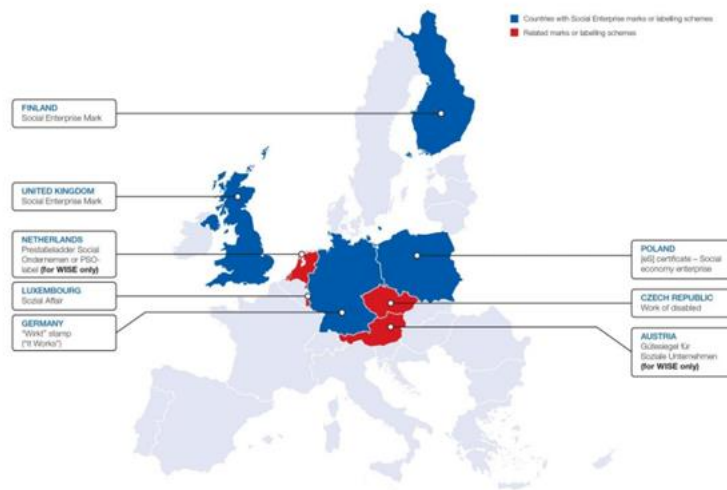 Countries with Social Enterprise marks or labelling schemes
Related marks or labelling schemes
FINLAND
Social Enterprise Mark
UNITED KINGDOM
Social Enterprise Mark
NETHERLANDS
Prestatieladder Social
Ondernemen or PSO-
label (for WISE only)
LUXEMBOURG
Sozial Affair
GERMANY
"Wirkt" stamp
("It Works")
POLAND
[eS] certificate – Social
economy enterprise
CZECH REPUBLIC
Work of disabled
AUSTRIA
Gütesiegel für
Soziale Unternehmen
(for WISE only)